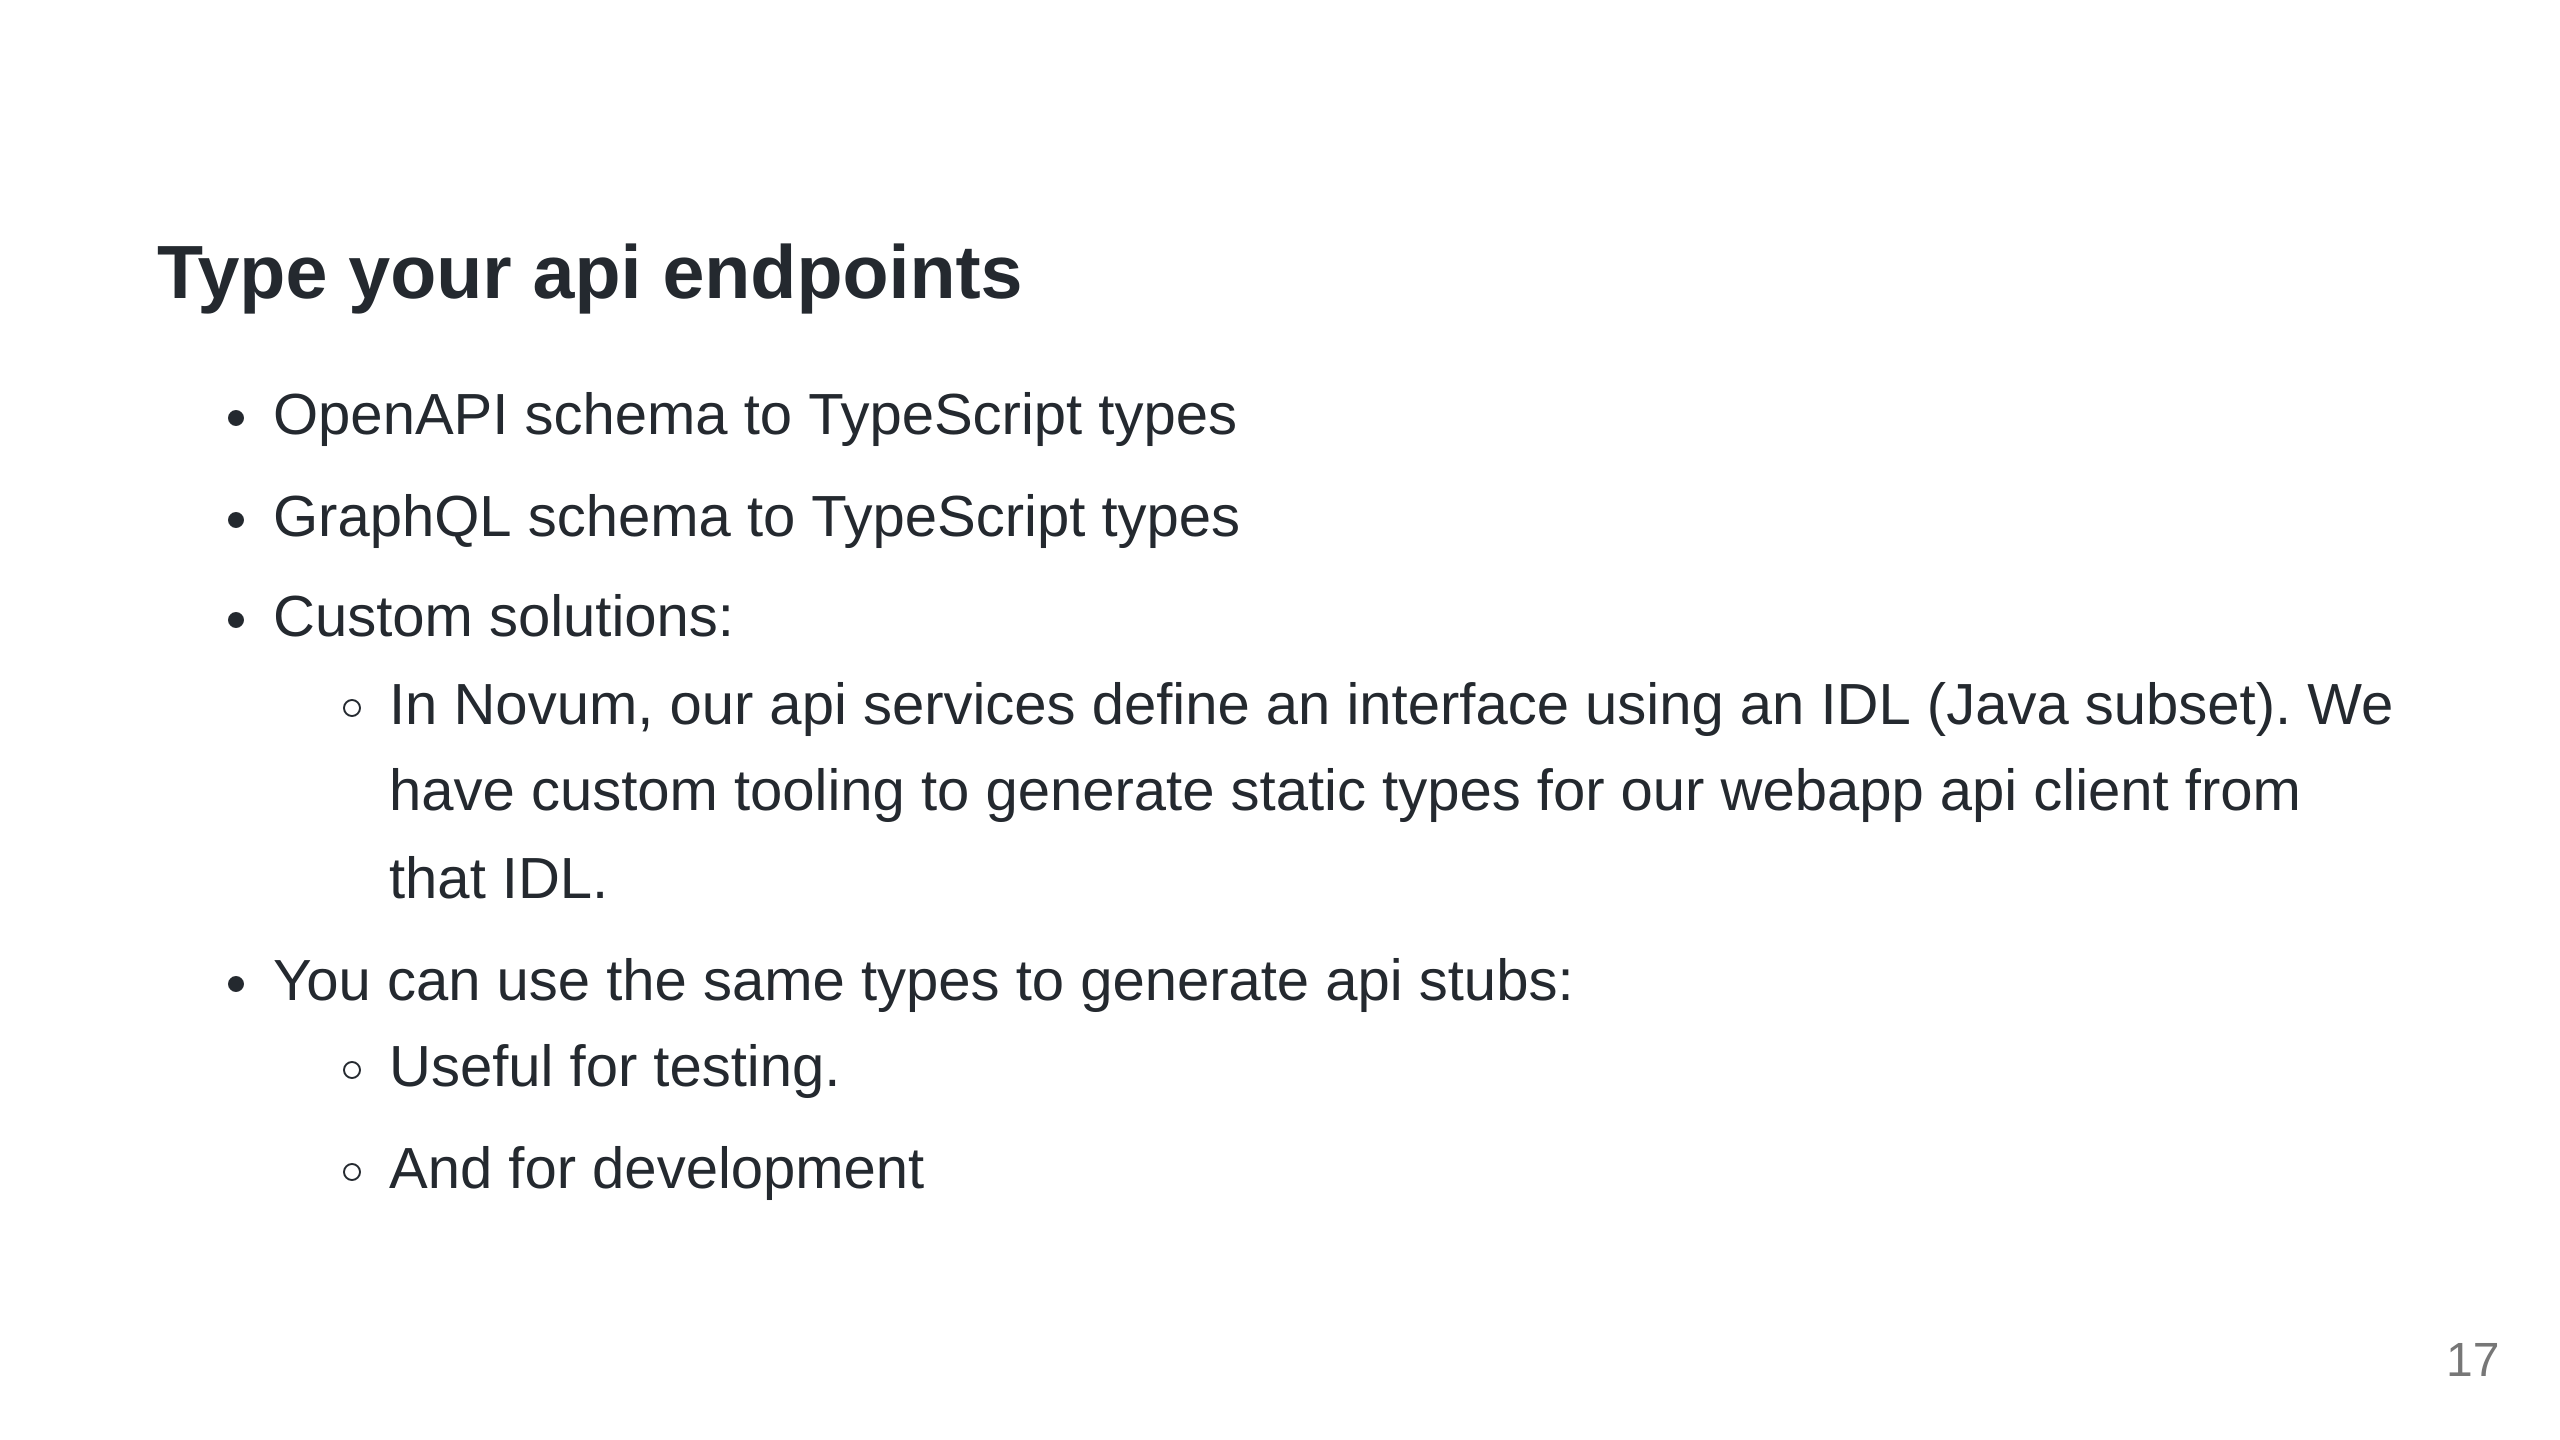 Type your api endpoints
OpenAPI schema to TypeScript types
GraphQL schema to TypeScript types
Custom solutions:
In Novum, our api services define an interface using an IDL (Java subset). We
have custom tooling to generate static types for our webapp api client from
that IDL.
You can use the same types to generate api stubs:
Useful for testing.
And for development
17